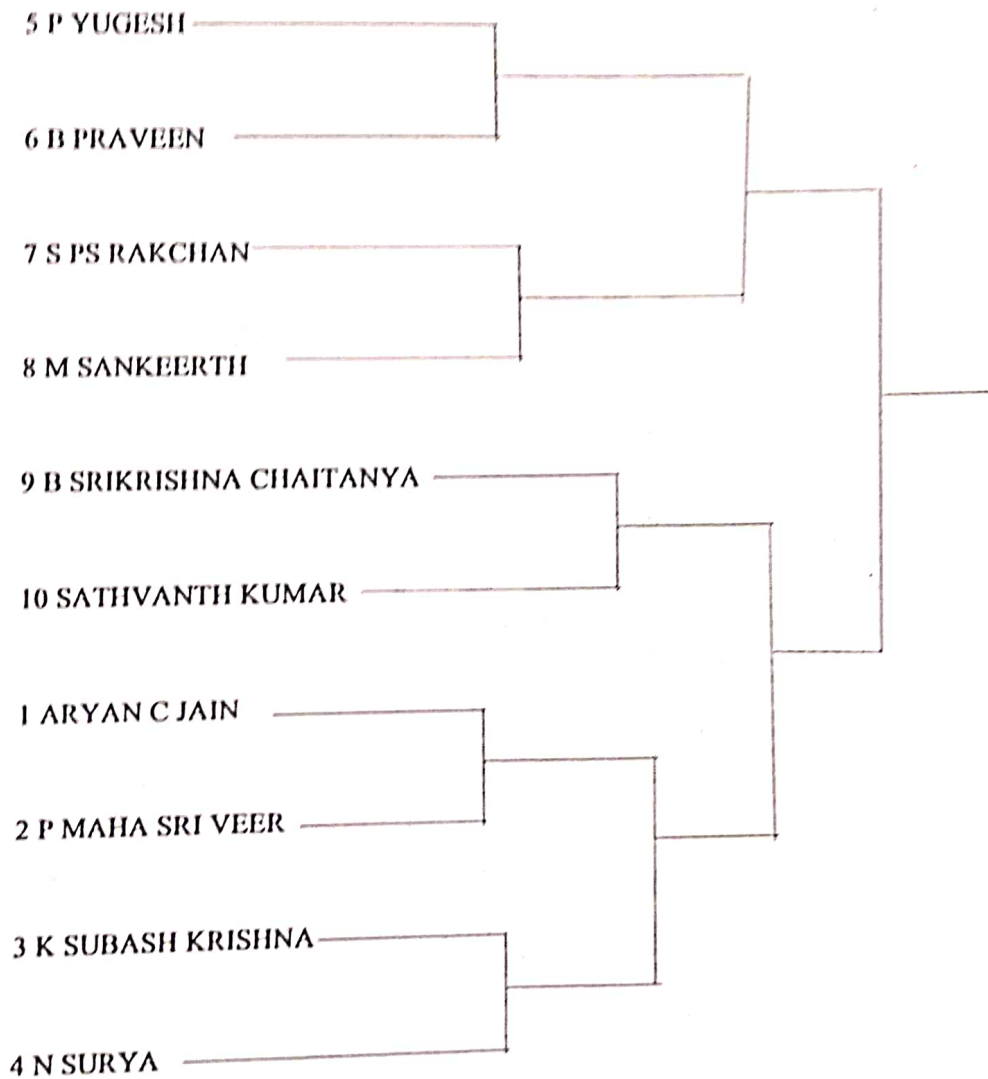 5 P YUGESH
6 B PRAVEEN
7 S PS RAKCHAN
8 M SANKEERTH
9 B SRIKRISHNA CHAITANYA
10 SATHVANTH KUMAR
1 ARYAN C JAIN
2 P MAHA SRI VEER
3 K SUBASH KRISHNA
4 N SURYA